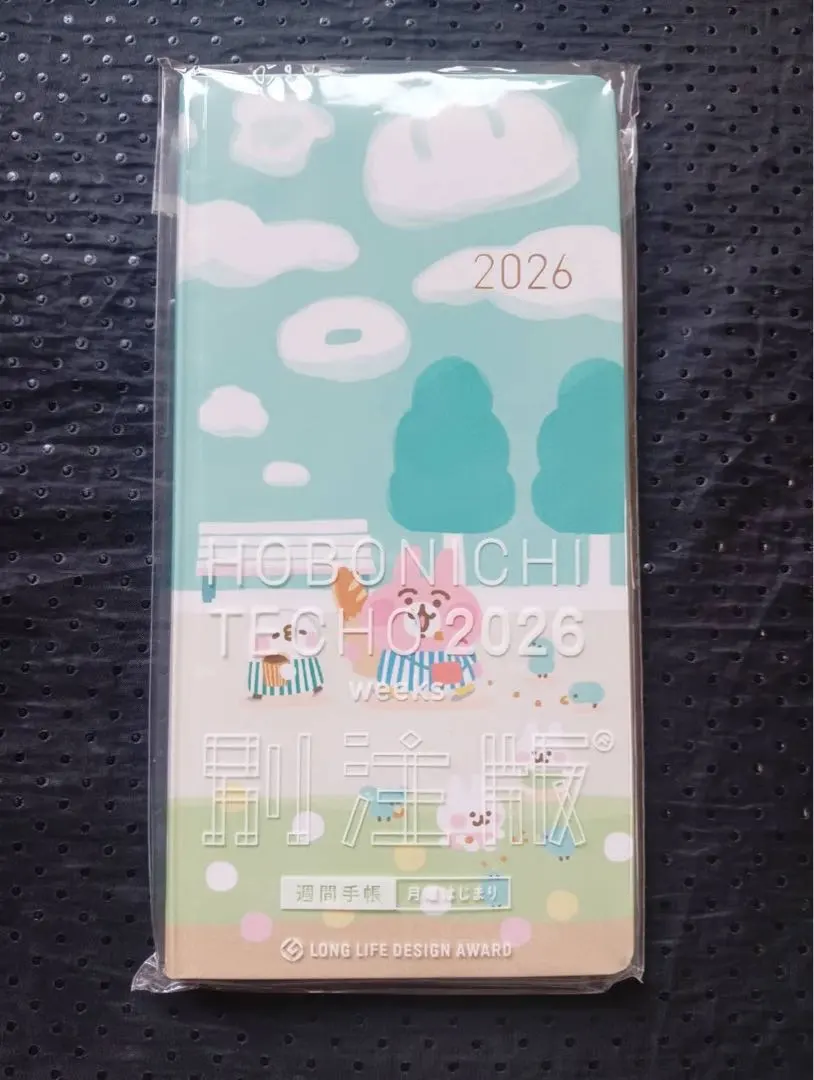 2026
HOBONICHI
TECHO 2026
weeks
別注版
週間手帳 月曜はじまり
LONG LIFE DESIGN AWARD